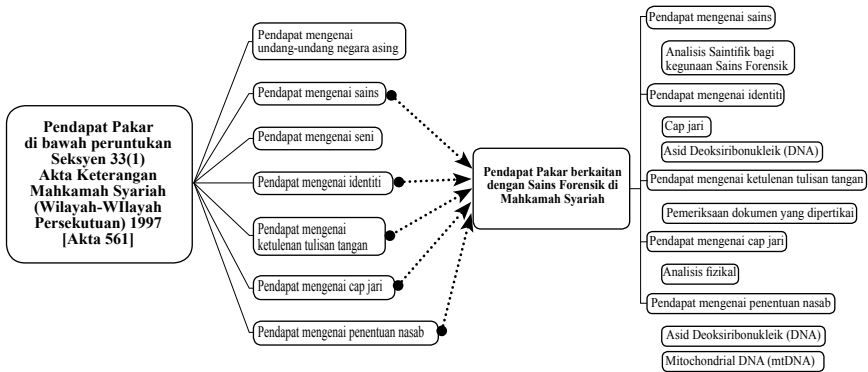 Pendapat Pakar
di bawah peruntukan
Seksyen 33(1)
Akta Keterangan
Mahkamah Syariah
(Wilayah-WIlayah
Persekutuan) 1997
[Akta 561]
Pendapat mengenai
undang-undang negara asing
Pendapat mengenai sains
Pendapat mengenai seni
Pendapat mengenai identiti
Pendapat mengenai
ketulenan tulisan tangan
Pendapat mengenai cap jari
Pendapat mengenai penentuan nasab
Pendapat Pakar berkaitan
dengan Sains Forensik di
Mahkamah Syariah
Pendapat mengenai sains
Analisis Saintifik bagi
kegunaan Sains Forensik
Pendapat mengenai identiti
Cap jari
Asid Deoksiribonukleik (DNA)
Pendapat mengenai ketulenan tulisan tangan
Pemeriksaan dokumen yang dipertikai
Pendapat mengenai cap jari
Analisis fizikal
Pendapat mengenai penentuan nasab
Asid Deoksiribonukleik (DNA)
Mitochondrial DNA (mtDNA)